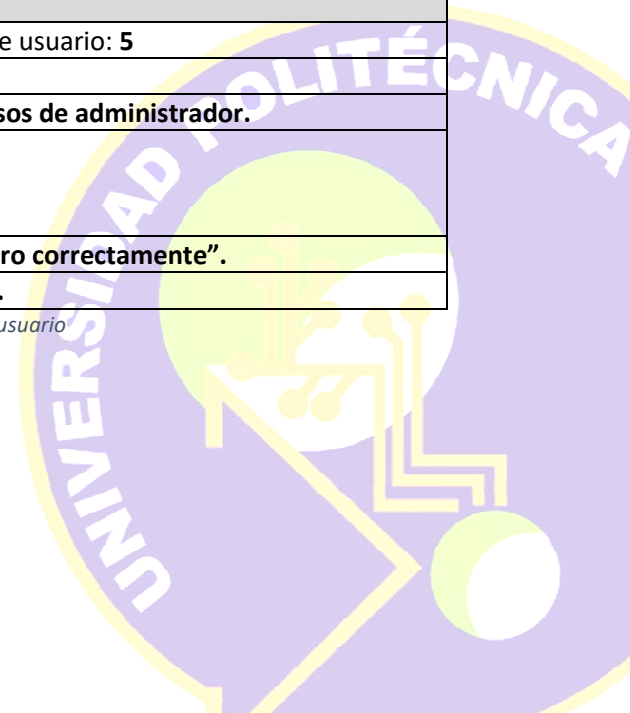 e usuario: 5
sos de administrador.
ro correctamente”.
.
usuario
UNIVERSIDAD POLITÉCNICA